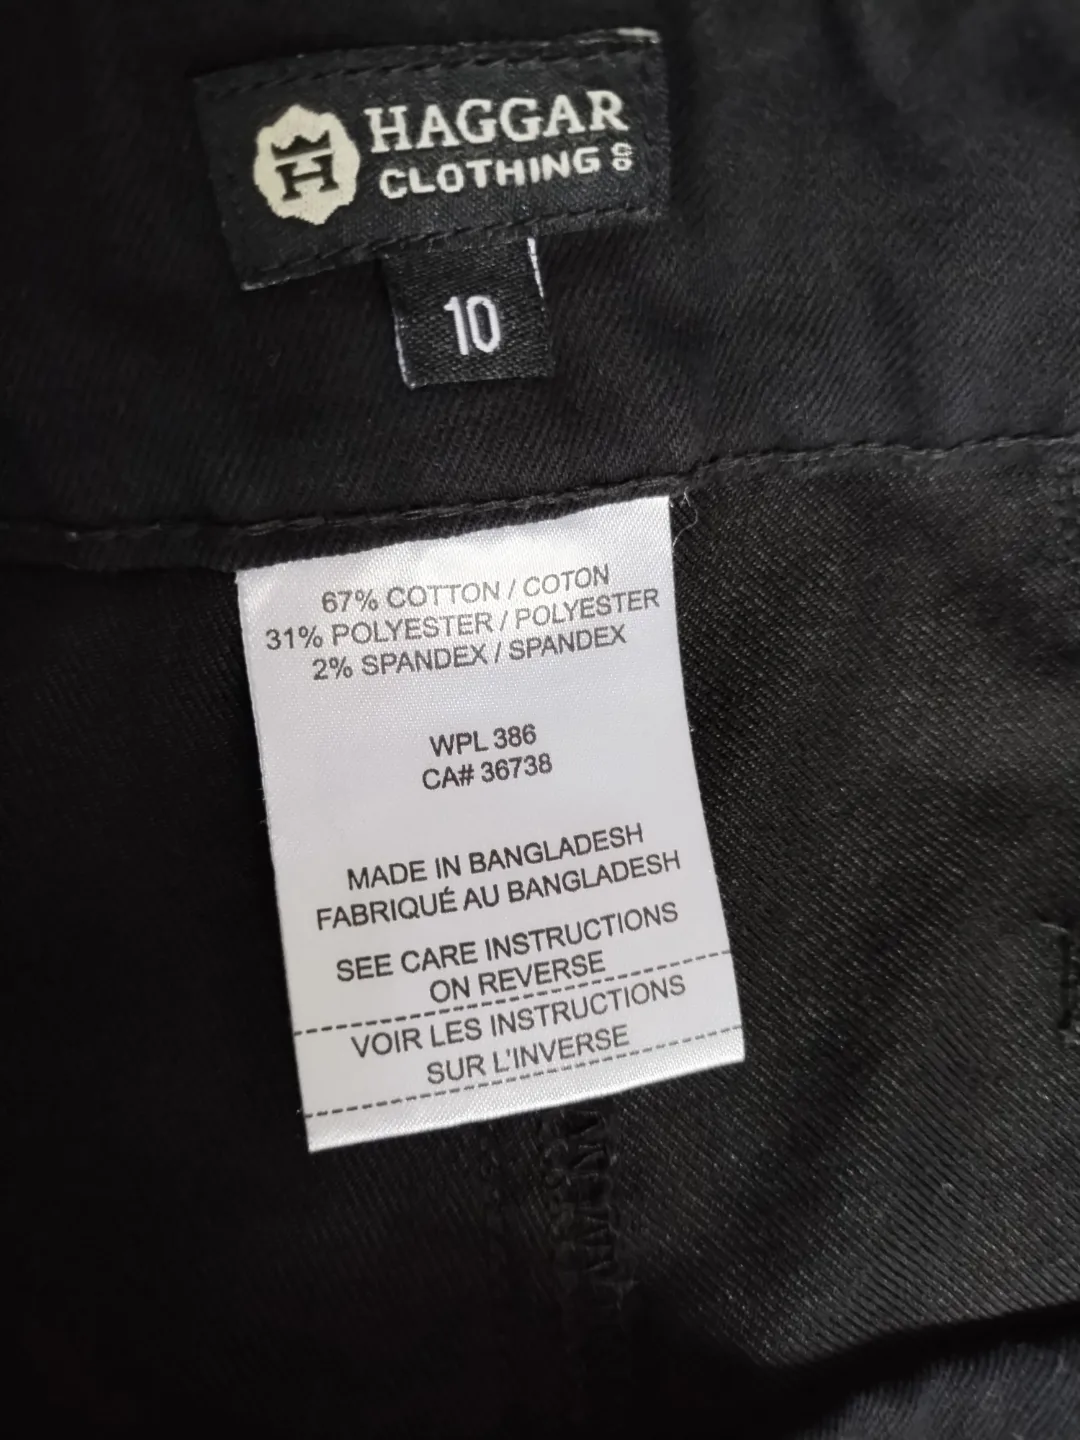 H
HAGGAR
CLOTHING CO
10
67% COTTON / COTON
31% POLYESTER / POLYESTER
2% SPANDEX / SPANDEX
WPL 386
CA# 36738
MADE IN BANGLADESH
FABRIQUÉ AU BANGLADESH
SEE CARE INSTRUCTIONS
ON REVERSE
VOIR LES INSTRUCTIONS
SUR L'INVERSE